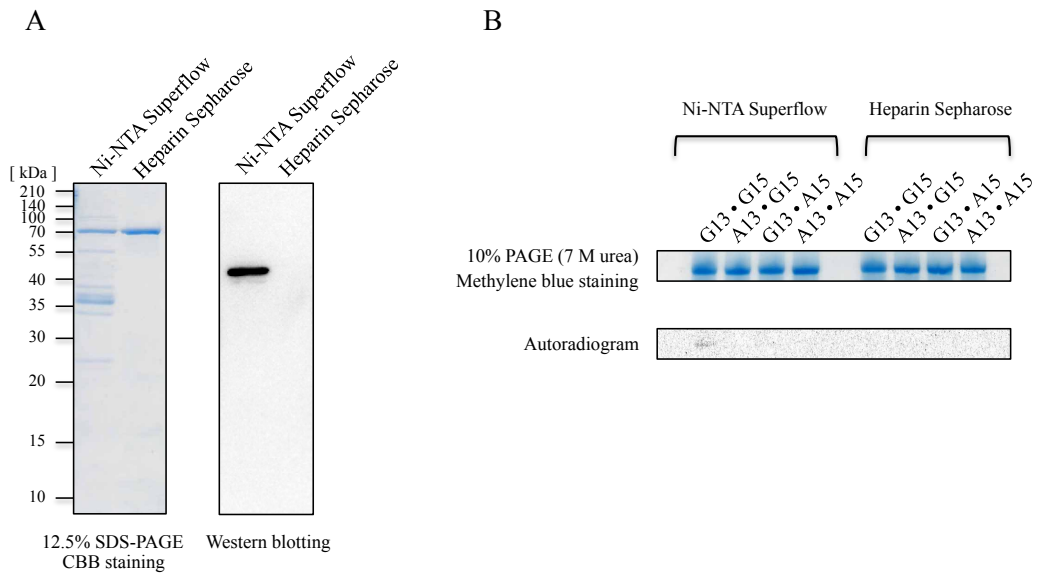 A
B
Ni-NTA Superflow
Heparin Sepharose
Ni-NTA Superflow
Heparin Sepharose
[ kDa ]
210
140
100
70
55
40
35
30
20
15
10
12.5% SDS-PAGE
CBB staining
Western blotting
Ni-NTA Superflow
Heparin Sepharose
G13•G15
A13•G15
G13•A15
A13•A15
G13•G15
A13•G15
G13•A15
A13•A15
10% PAGE (7 M urea)
Methylene blue staining
Autoradiogram